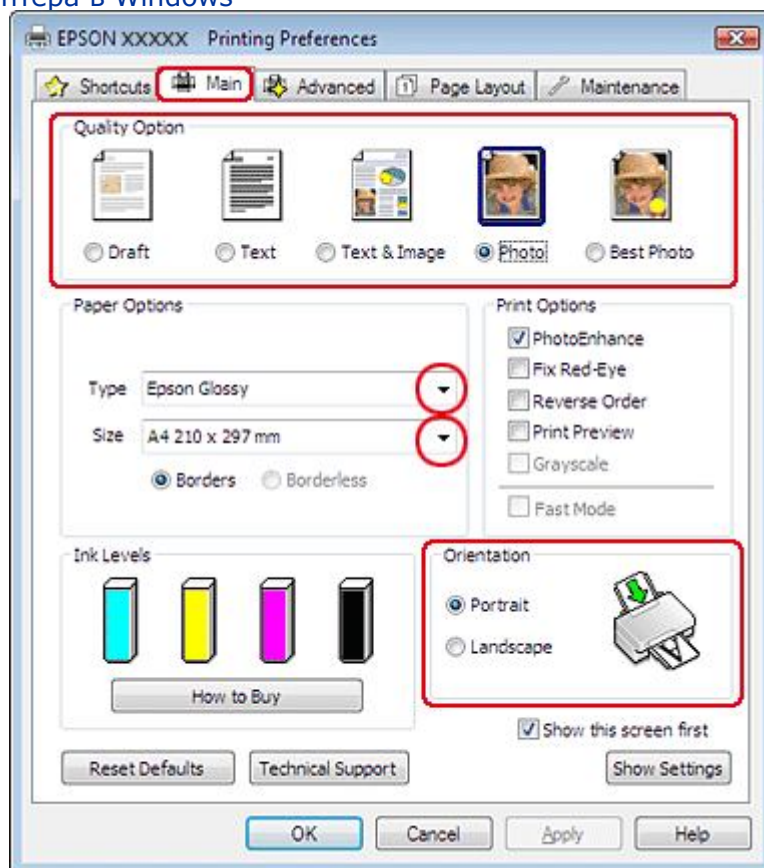 тера в Windows
EPSON XXXXX Printing Preferences
Shortcuts Main Advanced Page Layout Maintenance
Quality Option
Draft Text Text & Image Photo Best Photo
Paper Options
Type Epson Glossy
Size A4 210 x 297 mm
Borders Borderless
Print Options
PhotoEnhance
Fix Red-Eye
Reverse Order
Print Preview
Grayscale
Fast Mode
Ink Levels
How to Buy
Orientation
Portrait
Landscape
Show this screen first
Reset Defaults Technical Support Show Settings
OK Cancel Apply Help